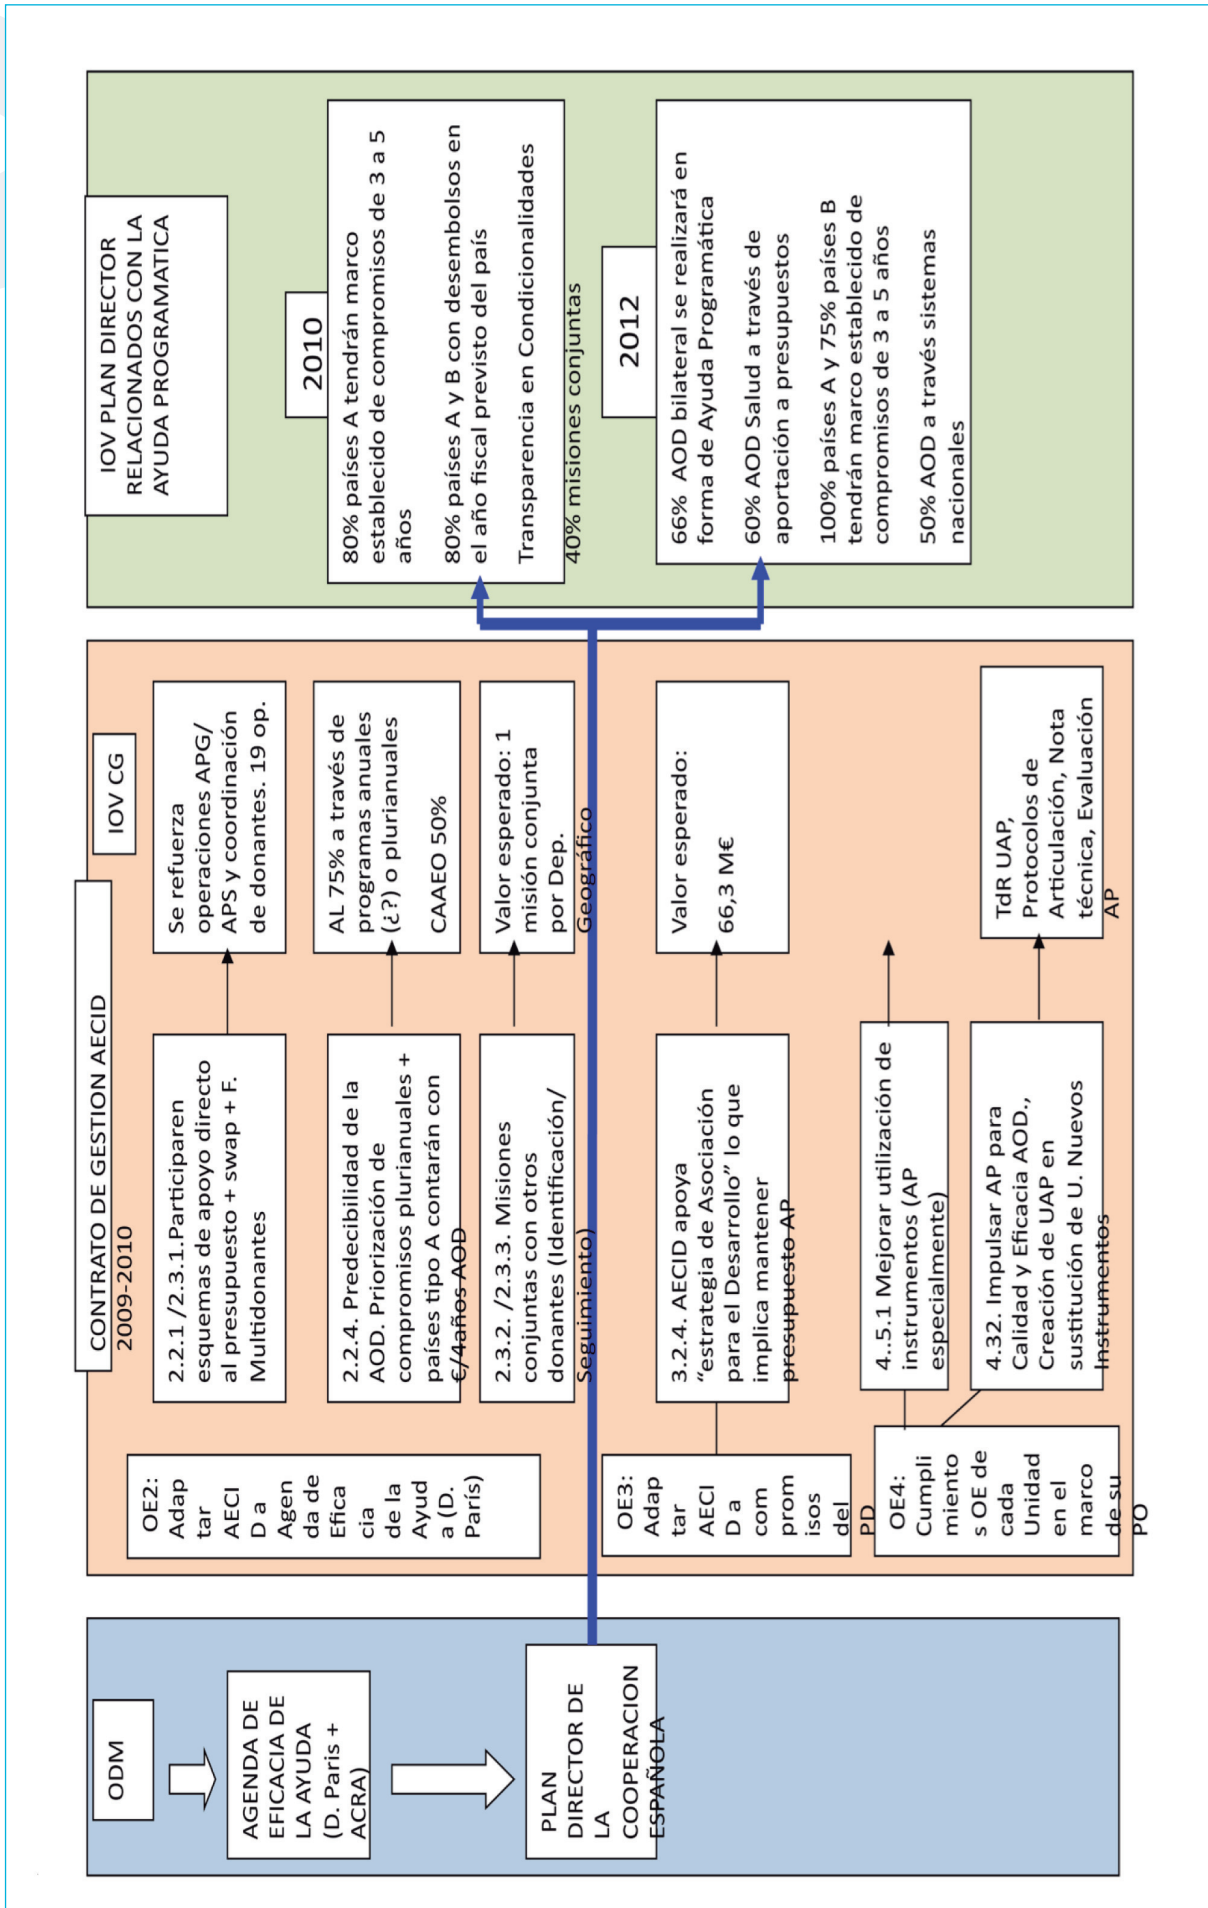 ODM
AGENDA DE
EFICACIA DE
LA AYUDA
(D. Paris +
ACRA)
PLAN
DIRECTOR DE
LA
COOPERACION
ESPAÑOLA
CONTRATO DE GESTION AECID
2009-2010
IOV CG
OE2:
Adap
tar
AECI
D a
Agen
da de
Efica
cia
de la
Ayud
a (D.
París)
2.2.1 /2.3.1.Participaren
esquemas de apoyo directo
al presupuesto + swap + F.
Multidonantes
Se refuerza
operaciones APG/
APS y coordinación
de donantes. 19 op.
2.2.4. Predecibilidad de la
AOD. Priorización de
compromisos plurianuales +
países tipo A contarán con
€/4años AOD
AL 75% a través de
programas anuales
(¿?) o plurianuales
CAAEO 50%
2.3.2. /2.3.3. Misiones
conjuntas con otros
donantes (Identificación/
Seguimiento)
Valor esperado: 1
misión conjunta
por Dep.
Geográfico
OE3:
Adap
tar
AECI
D a
com
prom
isos
del
PD
3.2.4. AECID apoya
“estrategia de Asociación
para el Desarrollo” lo que
implica mantener
presupuesto AP
Valor esperado:
66,3 M€
OE4:
Cumpli
miento
s OE de
cada
Unidad
en el
marco
de su
PO
4..5.1 Mejorar utilización de
instrumentos (AP
especialmente)
4.32. Impulsar AP para
Calidad y Eficacia AOD.,
Creación de UAP en
sustitución de U. Nuevos
Instrumentos
TdR UAP,
Protocolos de
Articulación, Nota
técnica, Evaluación
AP
IOV PLAN DIRECTOR
RELACIONADOS CON LA
AYUDA PROGRAMATICA
2010
80% países A tendrán marco
establecido de compromisos de 3 a 5
años
80% países A y B con desembolsos en
el año fiscal previsto del país
Transparencia en Condicionalidades
40% misiones conjuntas
2012
66% AOD bilateral se realizará en
forma de Ayuda Programática
60% AOD Salud a través de
aportación a presupuestos
100% países A y 75% países B
tendrán marco establecido de
compromisos de 3 a 5 años
50% AOD a través sistemas
nacionales